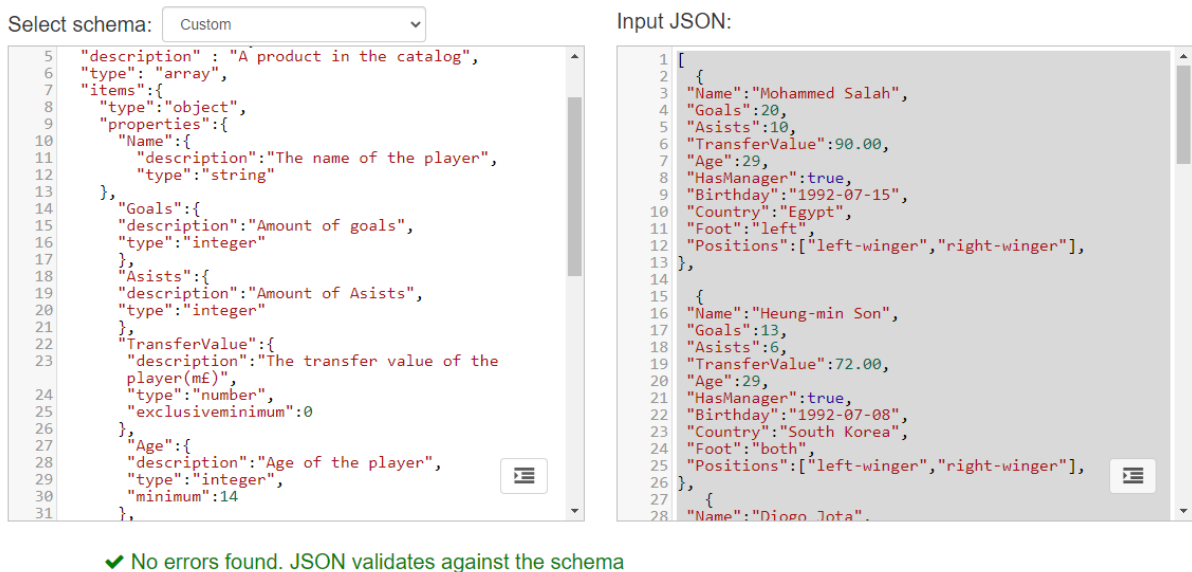 Select schema: Custom
5 "description" : "A product in the catalog",
6 "type": "array",
7 "items":{
8 "type":"object",
9 "properties":{
10 "Name":{
11 "description":"The name of the player",
12 "type":"string"
13 },
14 "Goals":{
15 "description":"Amount of goals",
16 "type":"integer"
17 },
18 "Asists":{
19 "description":"Amount of Asists",
20 "type":"integer"
21 },
22 "TransferValue":{
23 "description":"The transfer value of the
player(m£)",
24 "type":"number",
25 "exclusiveminimum":0
26 },
27 "Age":{
28 "description":"Age of the player",
29 "type":"integer",
30 "minimum":14
31 },
Input JSON:
1 [
2 {
3 "Name":"Mohammed Salah",
4 "Goals":20,
5 "Asists":10,
6 "TransferValue":90.00,
7 "Age":29,
8 "HasManager":true,
9 "Birthday":"1992-07-15",
10 "Country":"Egypt",
11 "Foot":"left",
12 "Positions":["left-winger","right-winger"],
13 },
14
15 {
16 "Name":"Heung-min Son",
17 "Goals":13,
18 "Asists":6,
19 "TransferValue":72.00,
20 "Age":29,
21 "HasManager":true,
22 "Birthday":"1992-07-08",
23 "Country":"South Korea",
24 "Foot":"both",
25 "Positions":["left-winger","right-winger"],
26 },
27 {
28 "Name":"Diogo Jota",
✔ No errors found. JSON validates against the schema